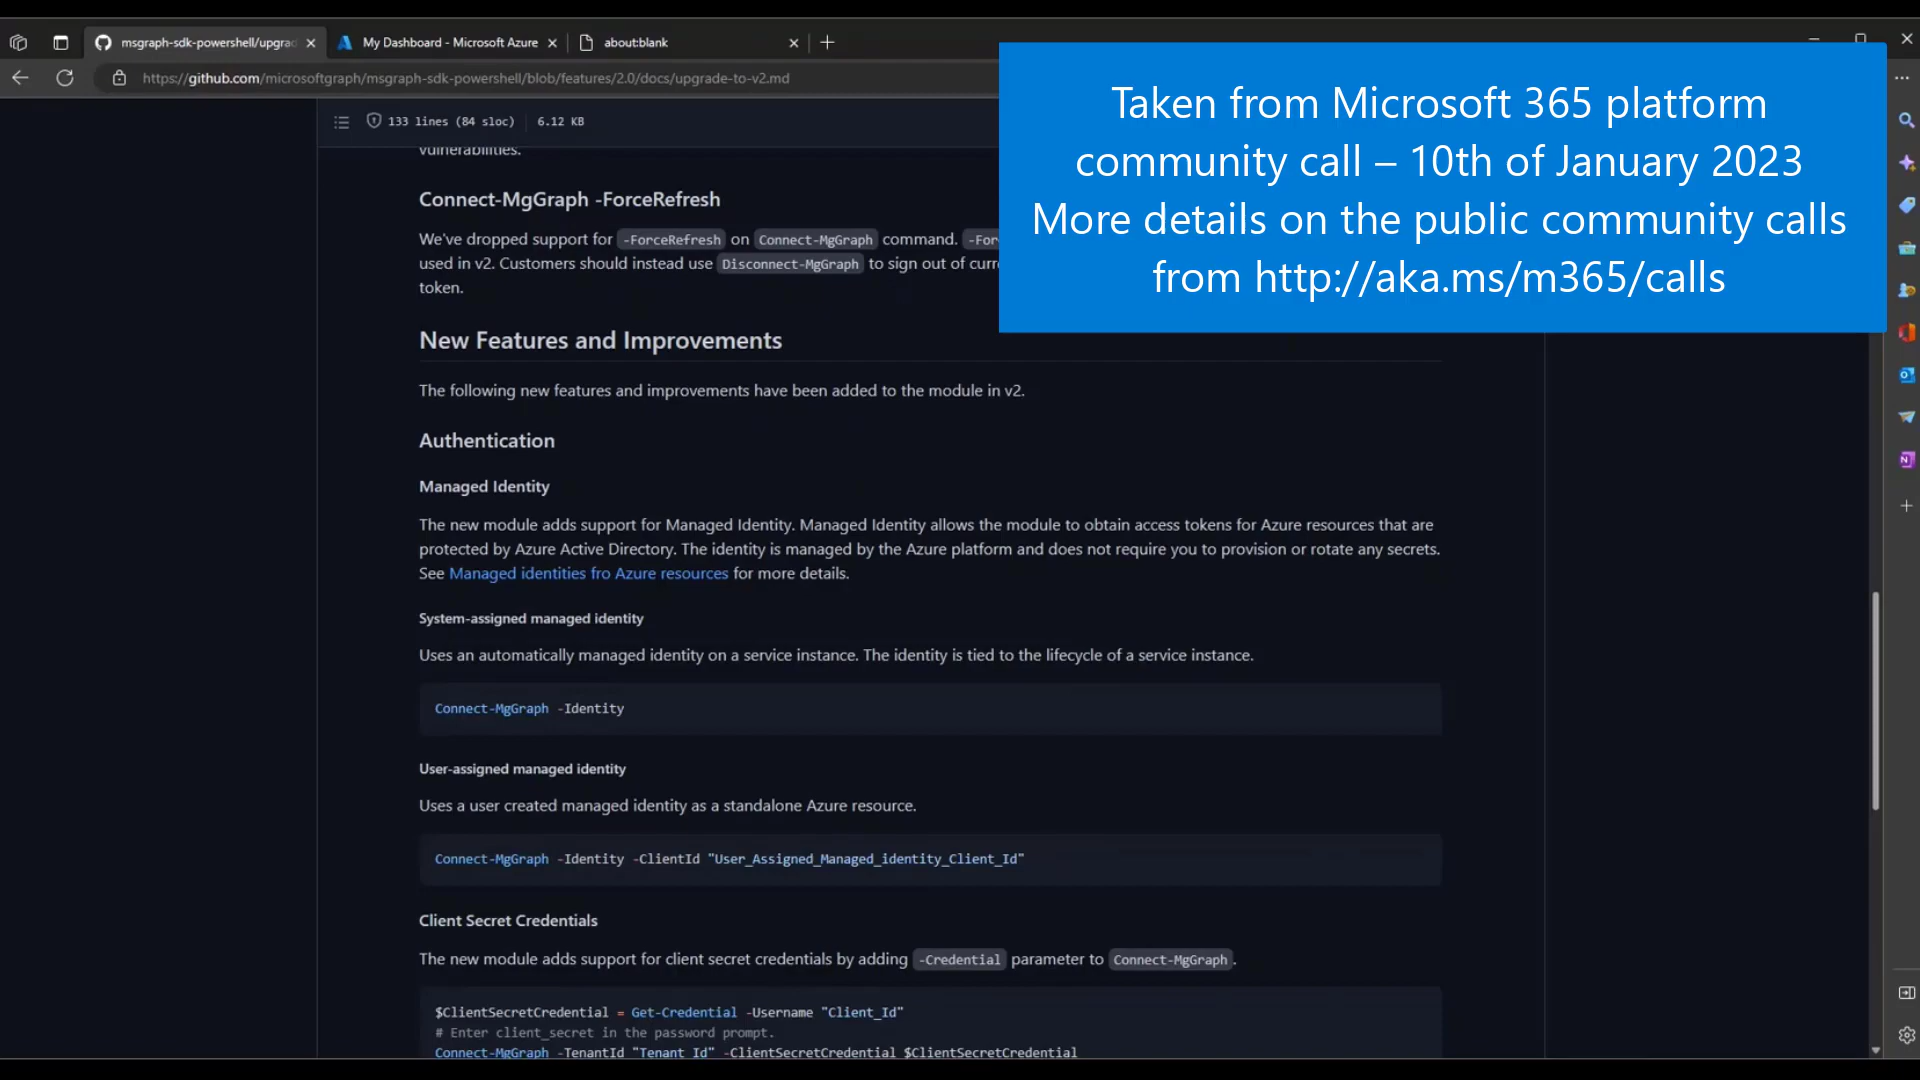 msgraph-sdk-powershell/upgrad
My Dashboard - Microsoft Azure
about:blank
https://github.com/microsoftgraph/msgraph-sdk-powershell/blob/features/2.0/docs/upgrade-to-v2.md
Taken from Microsoft 365 platform
community call – 10th of January 2023
More details on the public community calls
from http://aka.ms/m365/calls
133 lines (84 sloc) 6.12 KB
vulnerabilities.
Connect-MgGraph -ForceRefresh
We've dropped support for -ForceRefresh on Connect-MgGraph command. -For
used in v2. Customers should instead use Disconnect-MgGraph to sign out of curre
token.
New Features and Improvements
The following new features and improvements have been added to the module in v2.
Authentication
Managed Identity
The new module adds support for Managed Identity. Managed Identity allows the module to obtain access tokens for Azure resources that are
protected by Azure Active Directory. The identity is managed by the Azure platform and does not require you to provision or rotate any secrets.
See Managed identities fro Azure resources for more details.
System-assigned managed identity
Uses an automatically managed identity on a service instance. The identity is tied to the lifecycle of a service instance.
Connect-MgGraph -Identity
User-assigned managed identity
Uses a user created managed identity as a standalone Azure resource.
Connect-MgGraph -Identity -ClientId "User_Assigned_Managed_identity_Client_Id"
Client Secret Credentials
The new module adds support for client secret credentials by adding -Credential parameter to Connect-MgGraph.
$ClientSecretCredential = Get-Credential -Username "Client_Id"
# Enter client_secret in the password prompt.
Connect-MgGraph -TenantId "Tenant_Id" -ClientSecretCredential $ClientSecretCredential